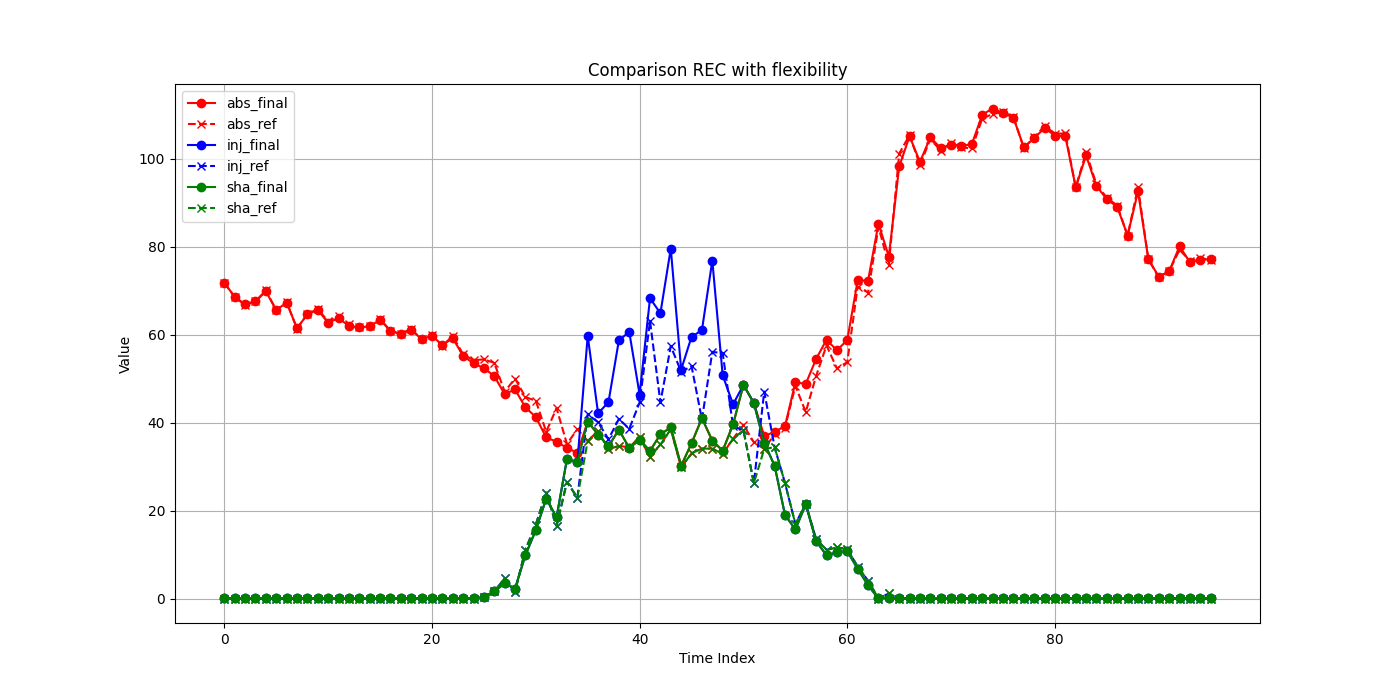 Comparison REC with flexibility
abs_final
abs_ref
inj_final
inj_ref
sha_final
sha_ref
100
80
60
40
20
0
Value
0 20 40 60 80
Time Index